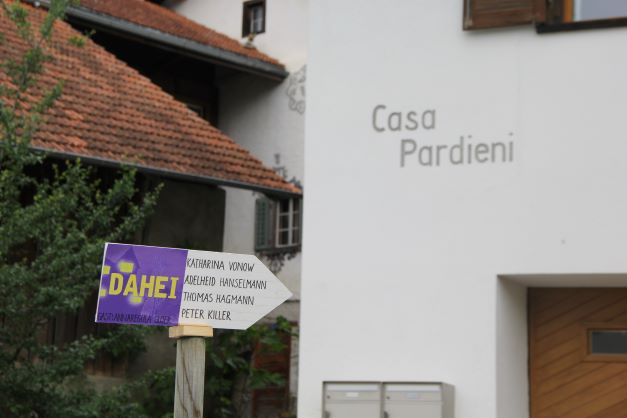 Casa
Pardieni
DAHEI
KATHARINA VONOW
ADELHEID HANSELMANN
THOMAS HAGMANN
PETER KILLER